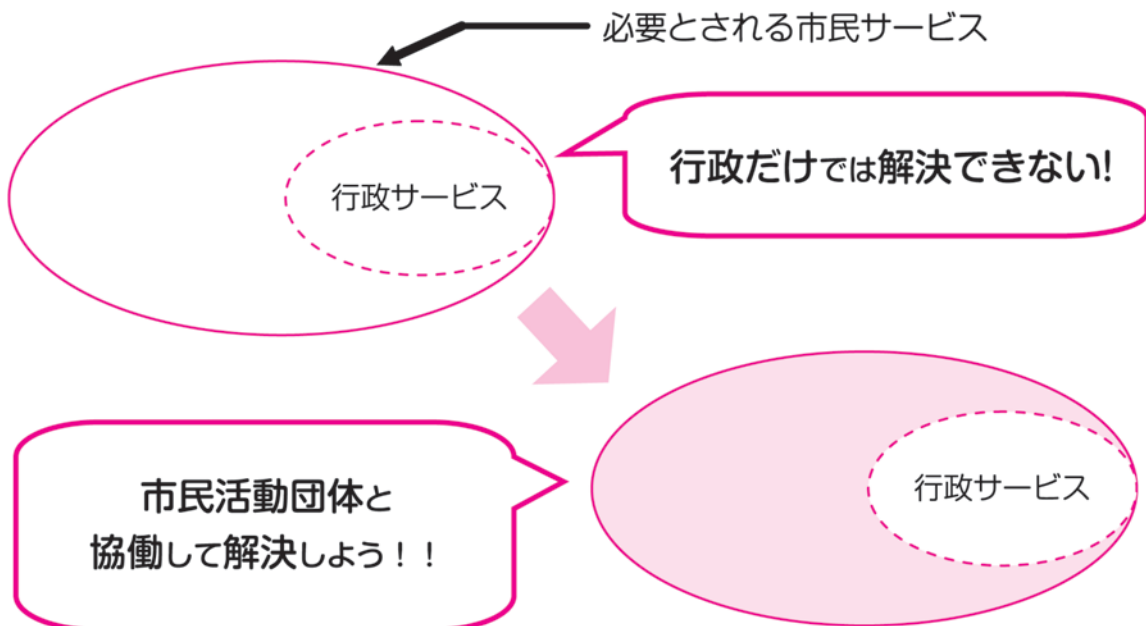 必要とされる市民サービス
行政だけでは解決できない!
行政サービス
市民活動団体と
協働して解決しよう！！
行政サービス